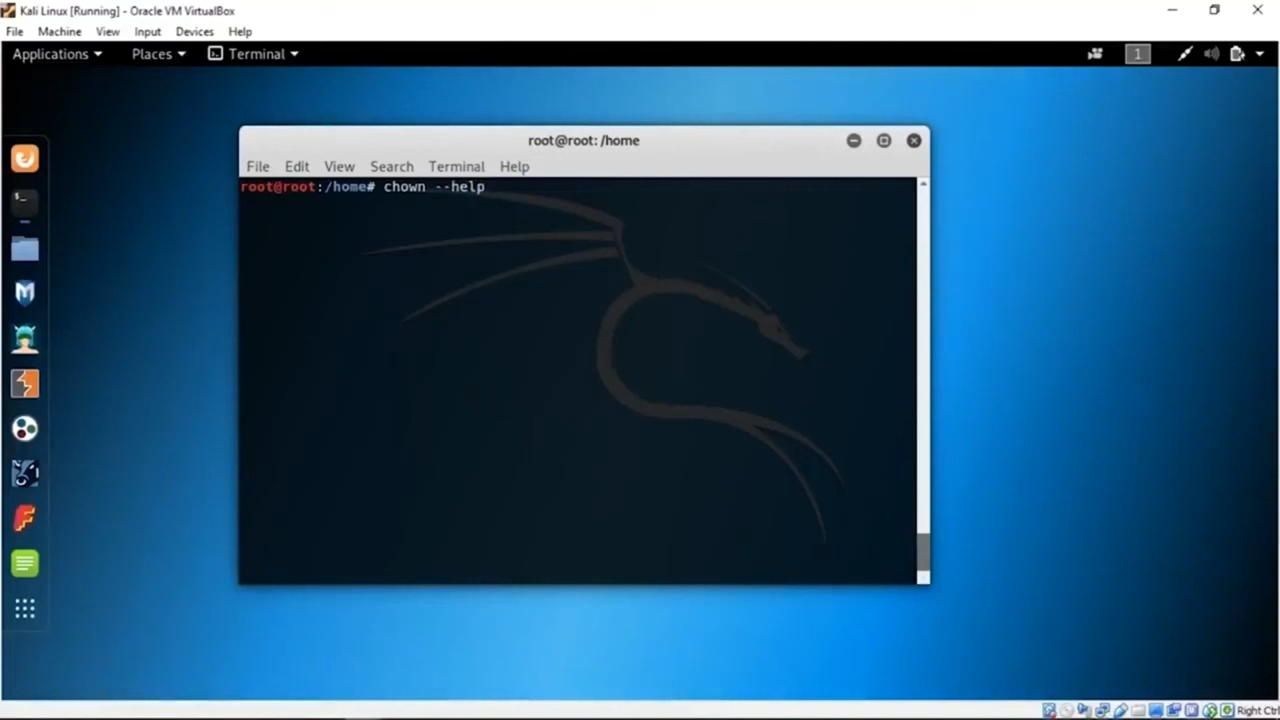 Kali Linux [Running] - Oracle VM VirtualBox
File Machine View Input Devices Help
Applications Places Terminal 1
root@root: /home
File Edit View Search Terminal Help
root@root:/home# chown --help
Right Ctrl